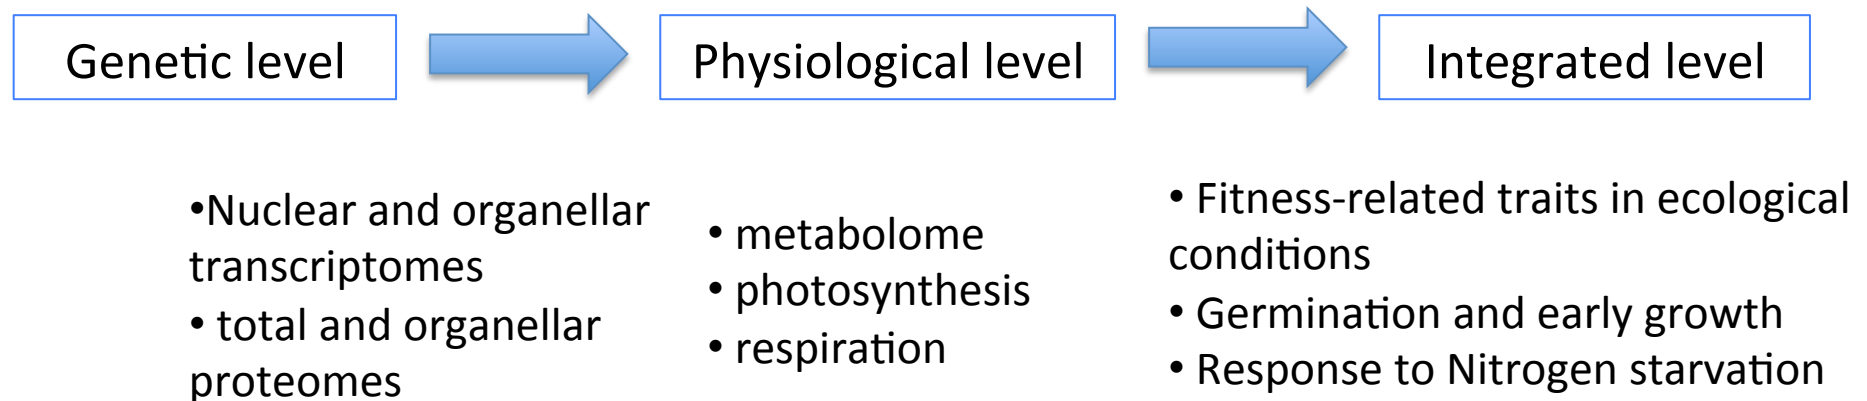 Genetic level
Physiological level
Integrated level
•Nuclear and organellar
transcriptomes
• total and organellar
proteomes
• metabolome
• photosynthesis
• respiration
• Fitness-related traits in ecological
conditions
• Germination and early growth
• Response to Nitrogen starvation